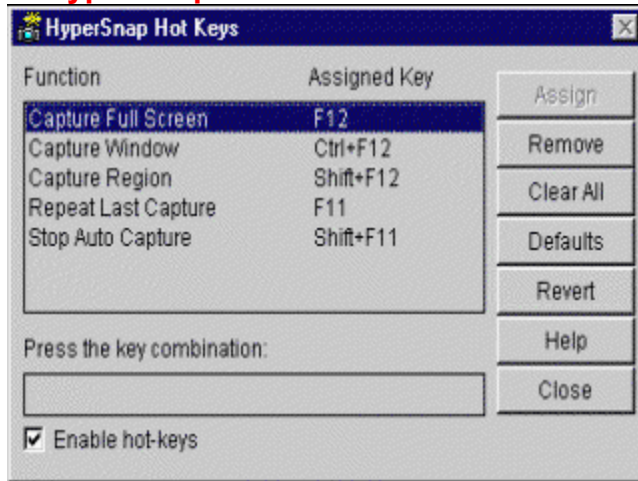 HyperSnap Hot Keys
Function Assigned Key
Capture Full Screen F12
Capture Window Ctrl+F12
Capture Region Shift+F12
Repeat Last Capture F11
Stop Auto Capture Shift+F11
Assign
Remove
Clear All
Defaults
Revert
Help
Close
Press the key combination:
Enable hot-keys